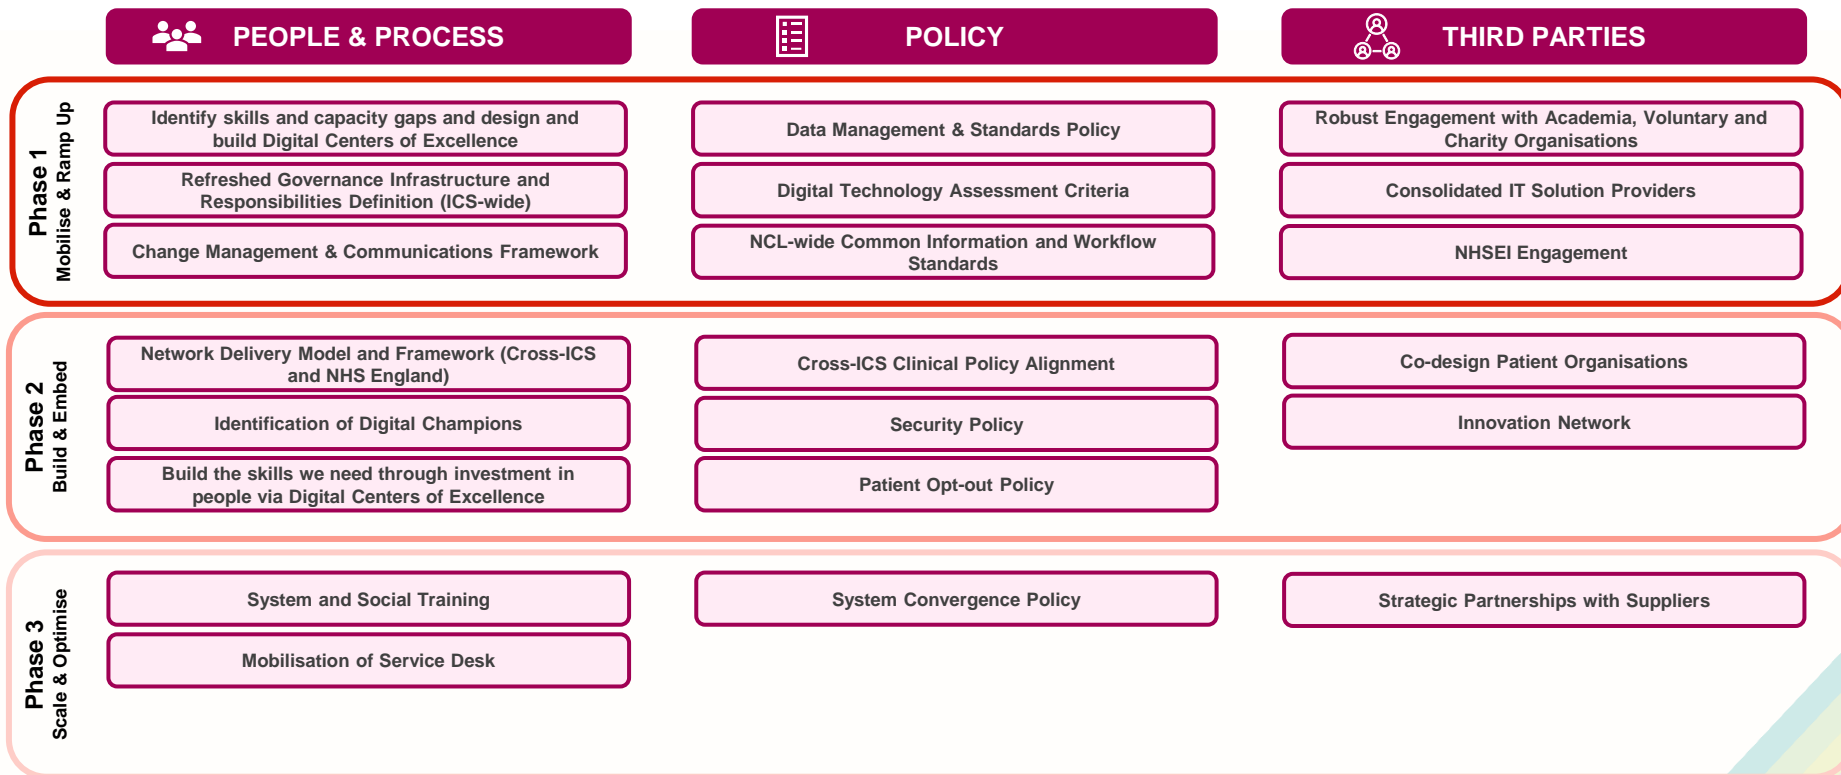 PEOPLE & PROCESS
POLICY
THIRD PARTIES
Phase 1
Mobilise & Ramp Up
Identify skills and capacity gaps and design and
build Digital Centers of Excellence
Refreshed Governance Infrastructure and
Responsibilities Definition (ICS-wide)
Change Management & Communications Framework
Data Management & Standards Policy
Digital Technology Assessment Criteria
NCL-wide Common Information and Workflow
Standards
Robust Engagement with Academia, Voluntary and
Charity Organisations
Consolidated IT Solution Providers
NHSEI Engagement
Phase 2
Build & Embed
Network Delivery Model and Framework (Cross-ICS
and NHS England)
Identification of Digital Champions
Build the skills we need through investment in
people via Digital Centers of Excellence
Cross-ICS Clinical Policy Alignment
Security Policy
Patient Opt-out Policy
Co-design Patient Organisations
Innovation Network
Phase 3
Scale & Optimise
System and Social Training
Mobilisation of Service Desk
System Convergence Policy
Strategic Partnerships with Suppliers